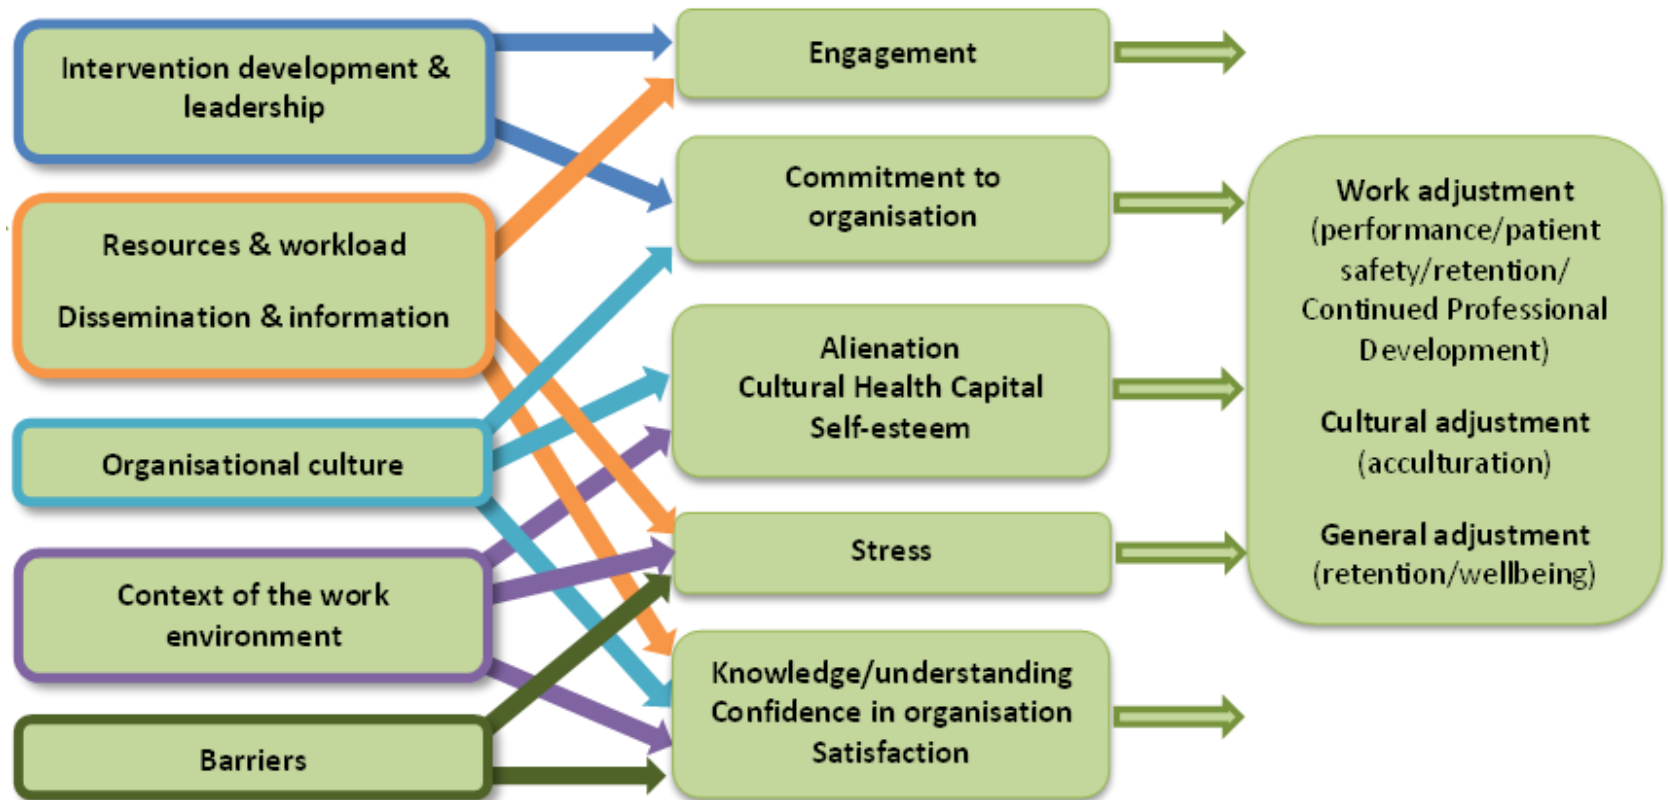 Intervention development &
leadership
Resources & workload
Dissemination & information
Organisational culture
Context of the work
environment
Barriers
Engagement
Commitment to
organisation
Alienation
Cultural Health Capital
Self-esteem
Stress
Knowledge/understanding
Confidence in organisation
Satisfaction
Work adjustment
(performance/patient
safety/retention/
Continued Professional
Development)
Cultural adjustment
(acculturation)
General adjustment
(retention/wellbeing)